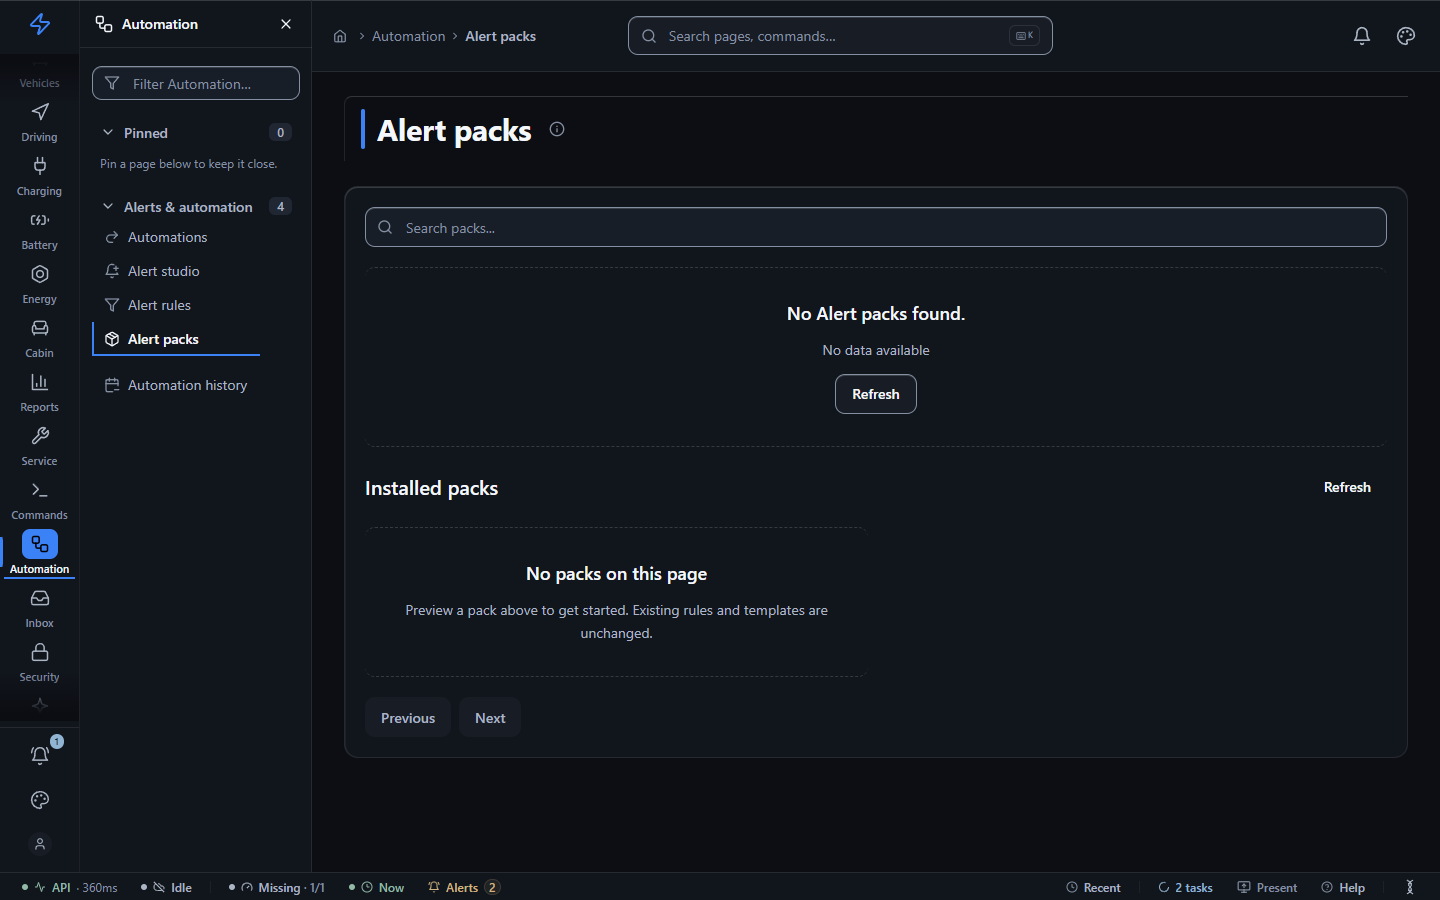 Automation
Automation
Alert packs
Search pages, commands...
K
Vehicles
Driving
Charging
Battery
Energy
Cabin
Reports
Service
Commands
Automation
Inbox
Security
1
Filter Automation...
Pinned
0
Pin a page below to keep it close.
Alerts & automation
4
Automations
Alert studio
Alert rules
Alert packs
Automation history
Alert packs
Search packs...
No Alert packs found.
No data available
Refresh
Installed packs
Refresh
No packs on this page
Preview a pack above to get started. Existing rules and templates are
unchanged.
Previous
Next
API · 360ms
Idle
Missing · 1/1
Now
Alerts 2
Recent
2 tasks
Present
Help